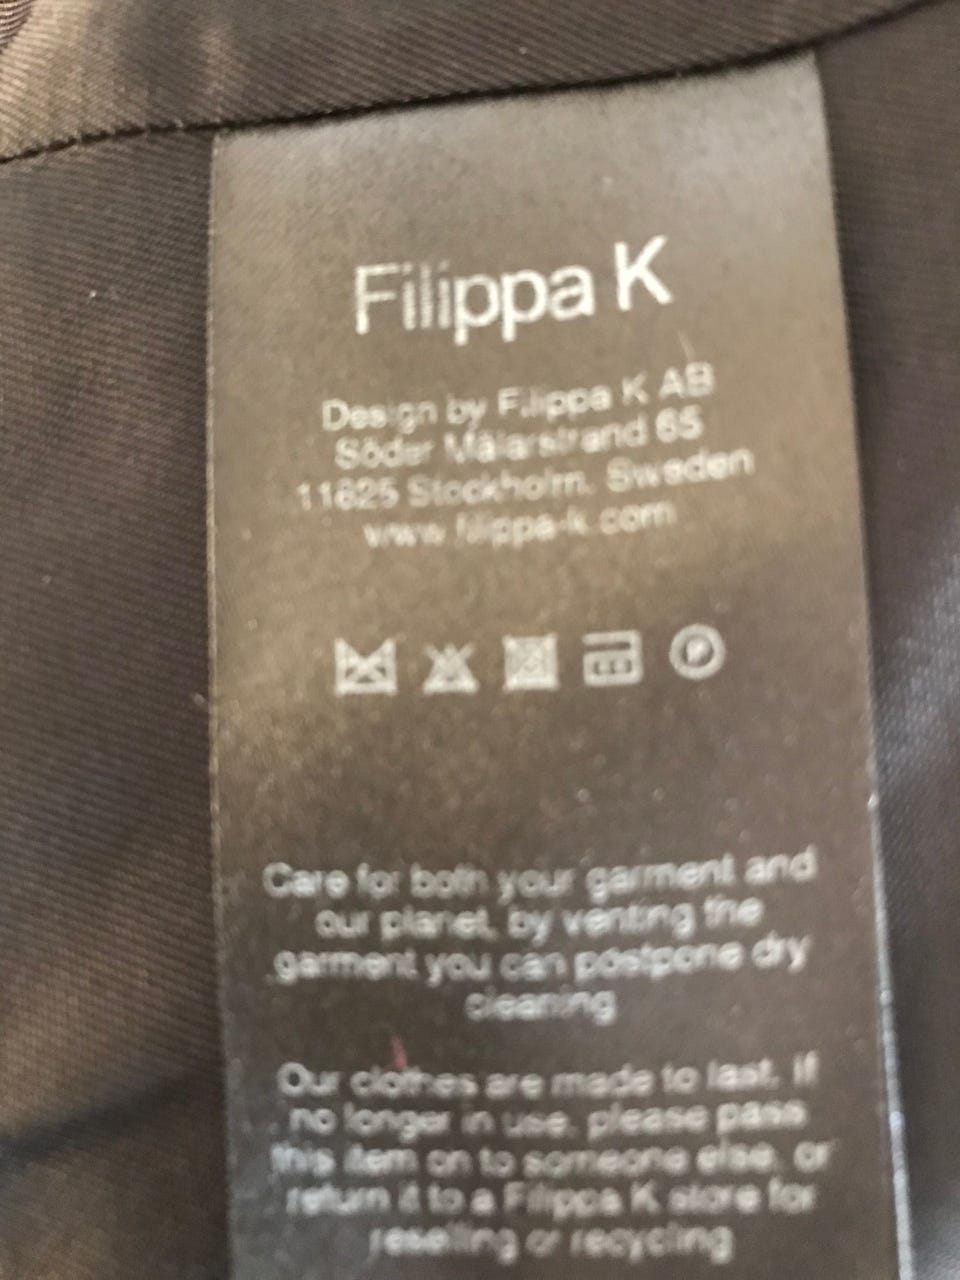 Filippa K
Design by Filippa K AB
Söder Mälarstrand 65
11825 Stockholm, Sweden
www.filippa-k.com
Care for both your garment and
our planet, by venting the
garment you can postpone dry
cleaning
Our clothes are made to last. If
no longer in use, please pass
this item on to someone else, or
return it to a Filippa K store for
reselling or recycling